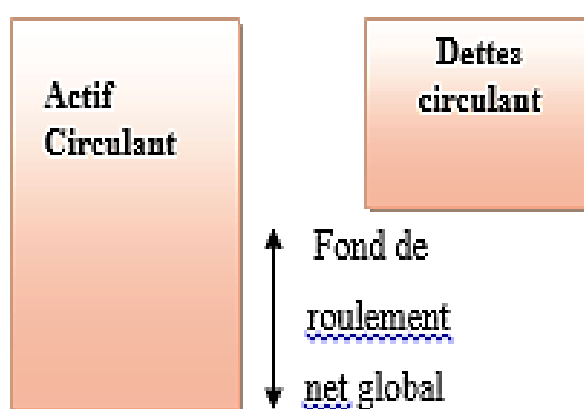 Actif
Circulant
Dettes
circulant
Fond de
roulement
net global